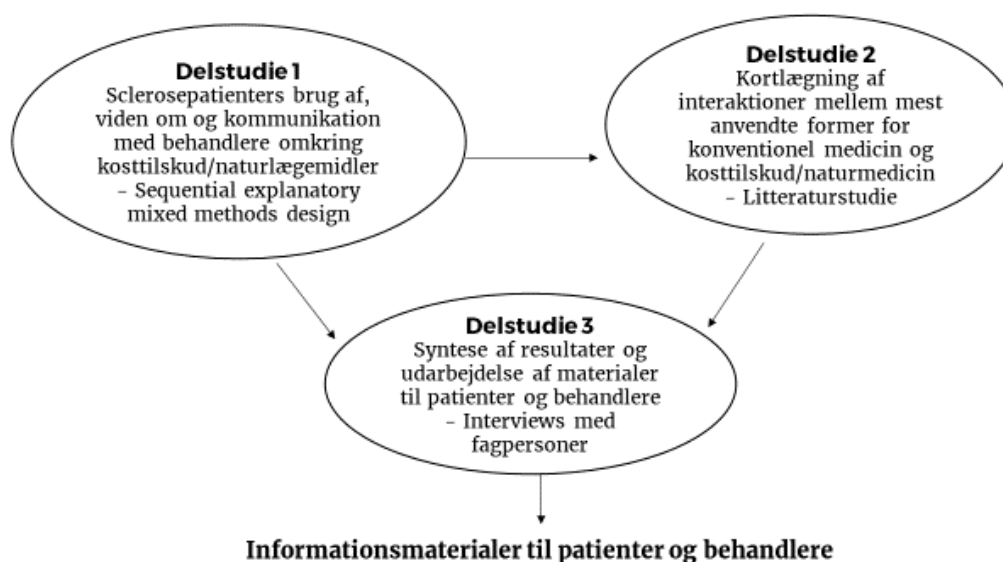 Delstudie 1
Sclerosepatienters brug af,
viden om og kommunikation
med behandlere omkring
kosttilskud/naturlægemidler
– Sequential explanatory
mixed methods design
Delstudie 2
Kortlægning af
interaktioner mellem mest
anvendte former for
konventionel medicin og
kosttilskud/naturmedicin
– Litteraturstudie
Delstudie 3
Syntese af resultater og
udarbejdelse af materialer
til patienter og behandlere
– Interviews med
fagpersoner
Informationsmaterialer til patienter og behandlere